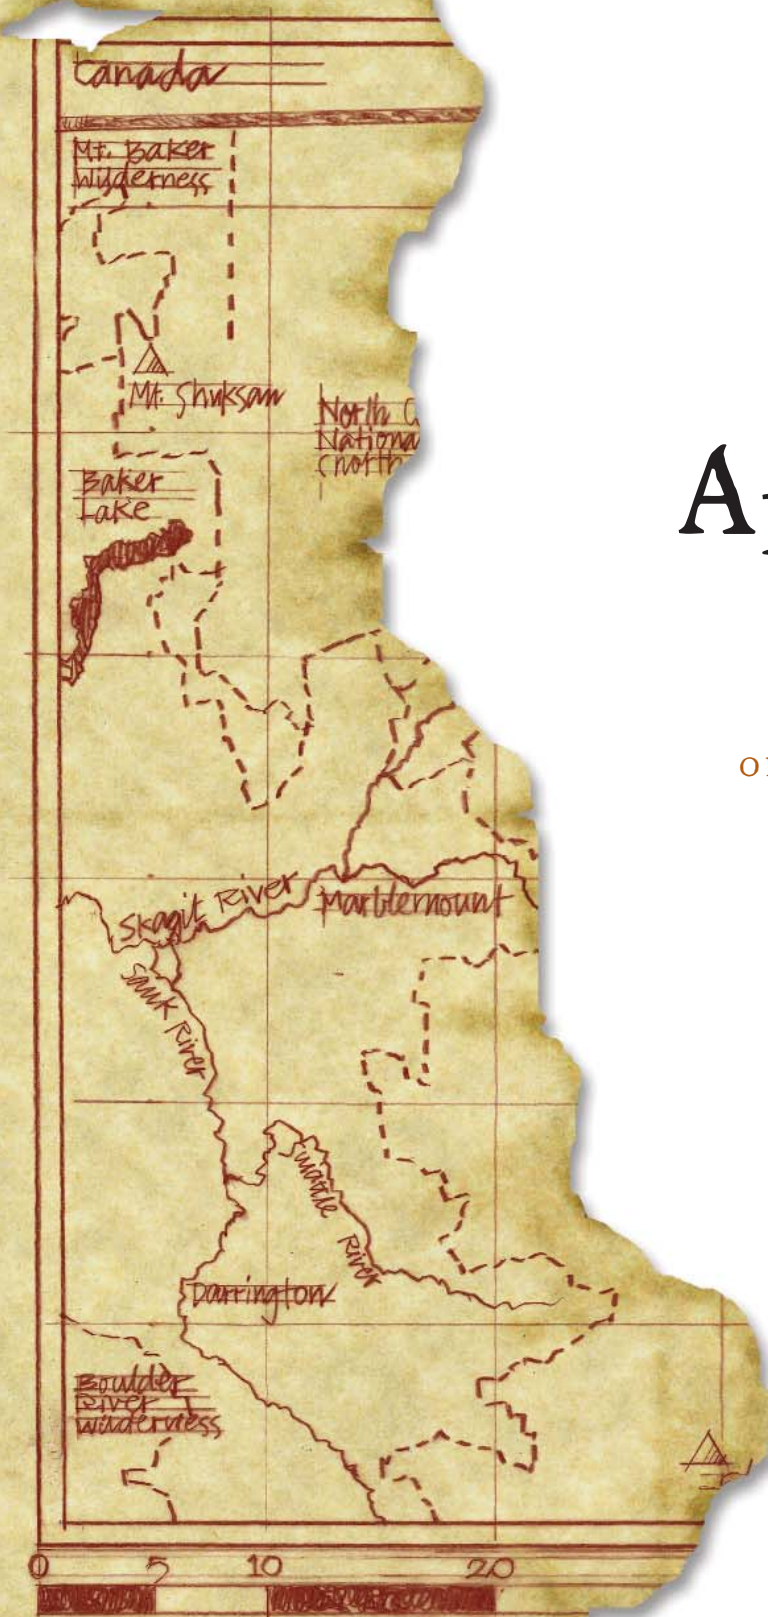 Canada
Mt. Baker
Wilderness
Mt. Shuksan
North
Nationa
(north
Baker
Lake
Skagit River
Marblemount
Sauk River
Suiattle River
Darrington
Boulder
River
Wilderness
0 5 10 20